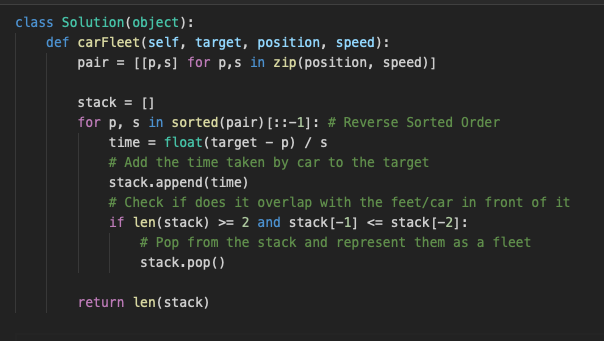 class Solution(object):
    def carFleet(self, target, position, speed):
        pair = [[p,s] for p,s in zip(position, speed)]

        stack = []
        for p, s in sorted(pair)[::-1]: # Reverse Sorted Order
            time = float(target - p) / s
            # Add the time taken by car to the target
            stack.append(time)
            # Check if does it overlap with the feet/car in front of it
            if len(stack) >= 2 and stack[-1] <= stack[-2]:
                # Pop from the stack and represent them as a fleet
                stack.pop()

        return len(stack)